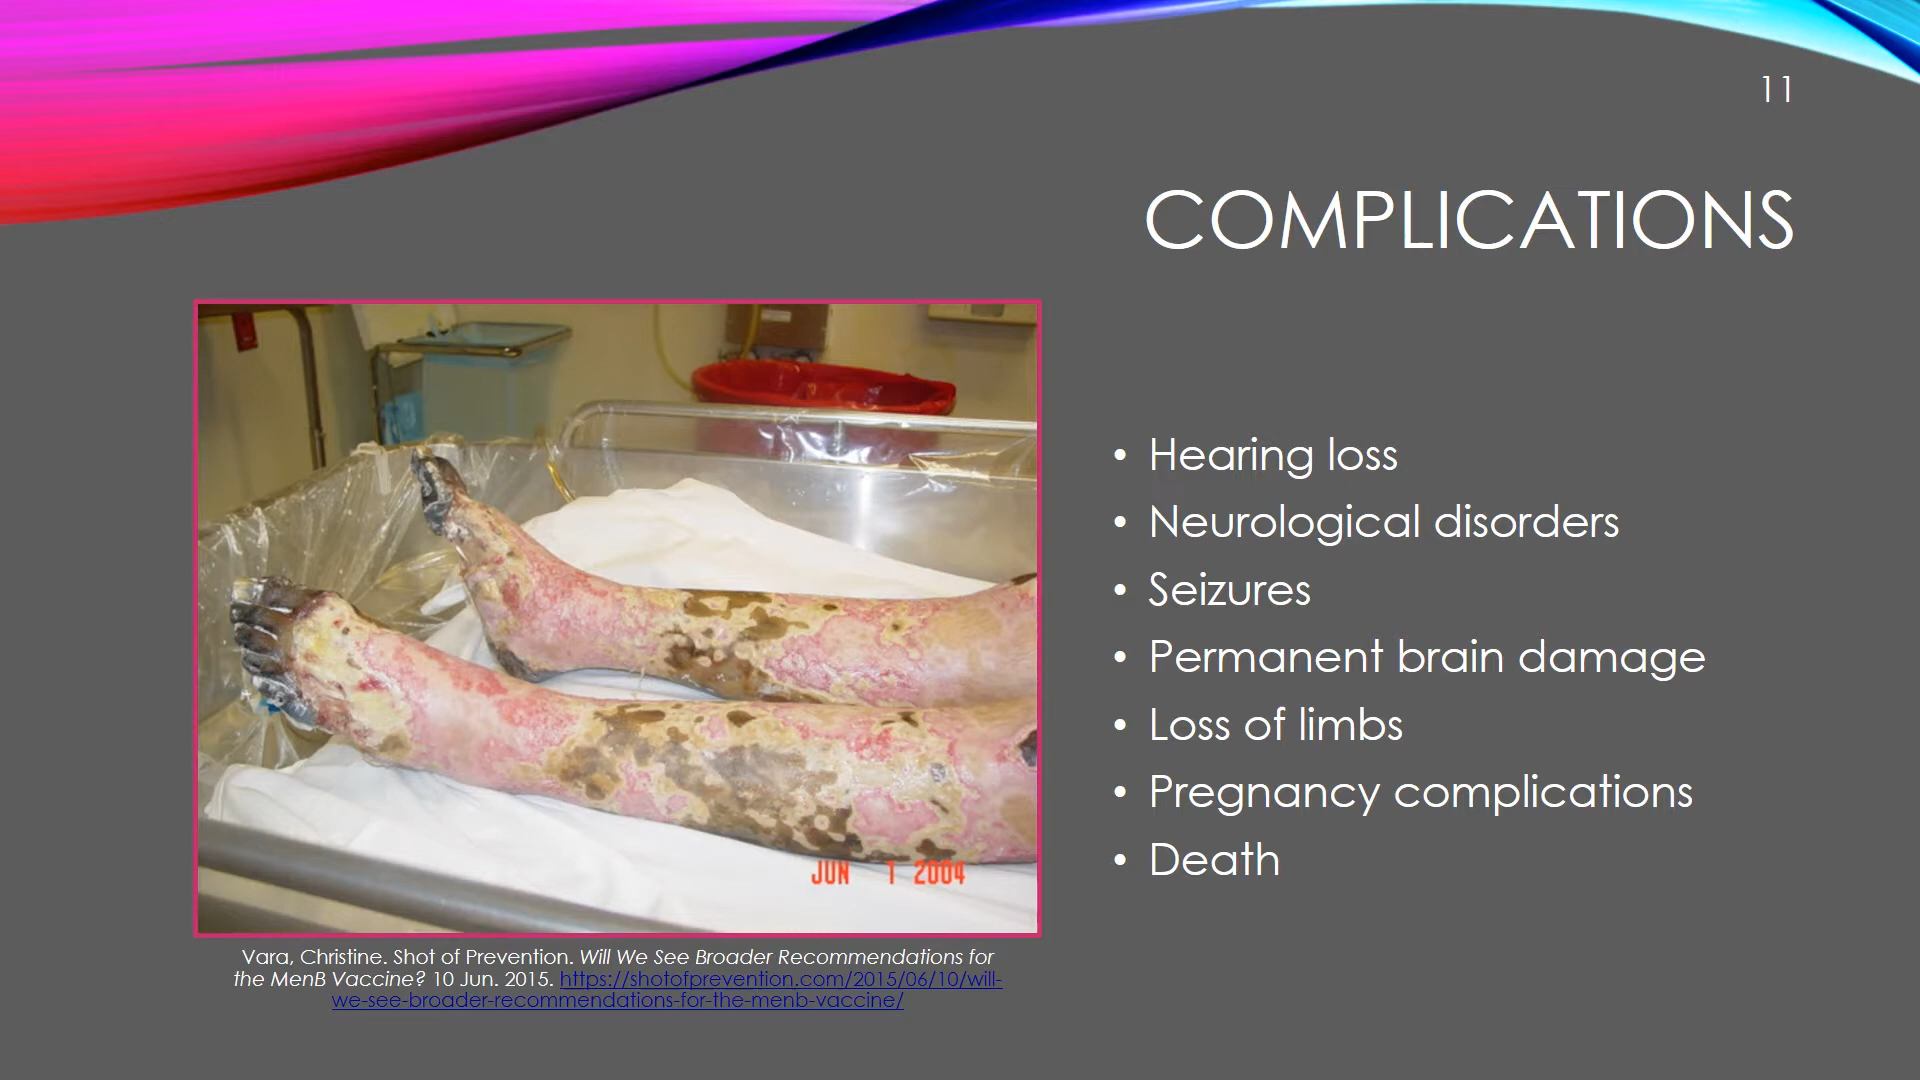 11
COMPLICATIONS
• Hearing loss
• Neurological disorders
• Seizures
• Permanent brain damage
• Loss of limbs
• Pregnancy complications
• Death
JUN 1 2004
Vara, Christine. Shot of Prevention. Will We See Broader Recommendations for
the MenB Vaccine? 10 Jun. 2015. https://shotofprevention.com/2015/06/10/will-
we-see-broader-recommendations-for-the-menb-vaccine/